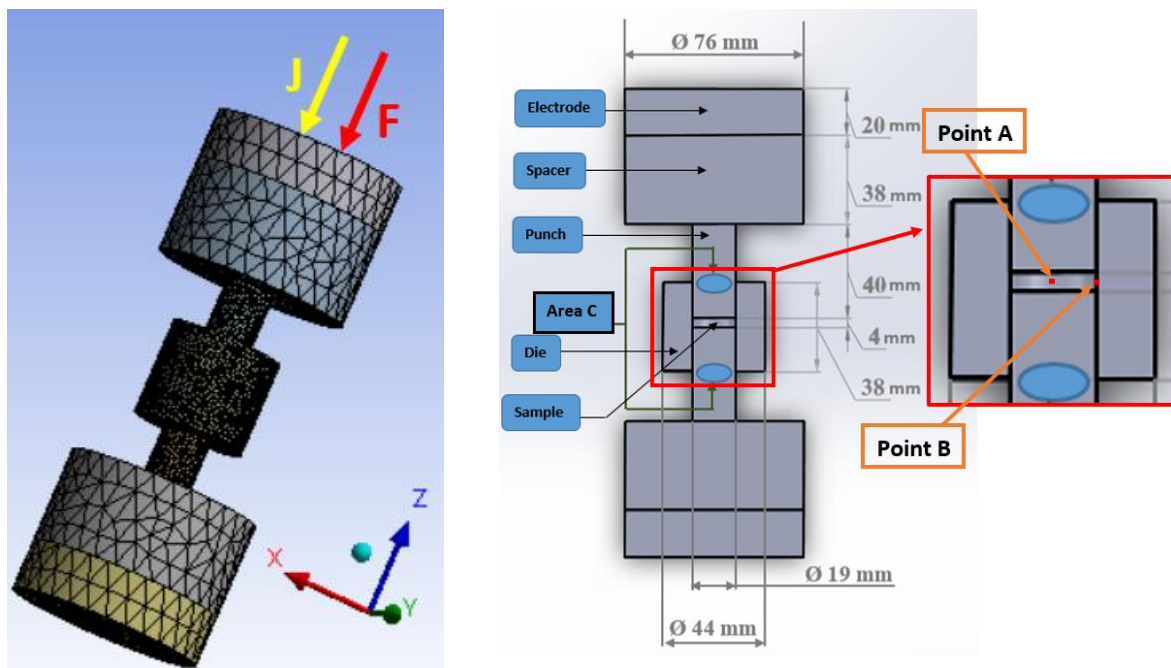 J
F
Z
X
Y
Ø 76 mm
Electrode
20 mm
Point A
Spacer
38 mm
Punch
40 mm
Area C
4 mm
Die
38 mm
Sample
Point B
Ø 19 mm
Ø 44 mm